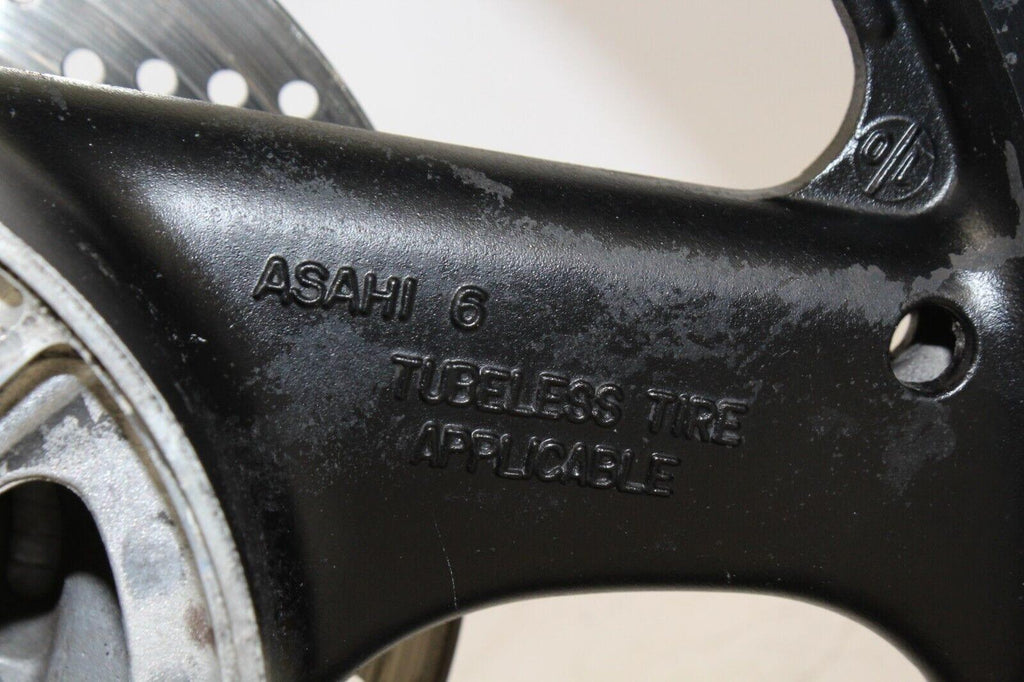 ASAHI 6
TUBELESS TIRE
APPLICABLE